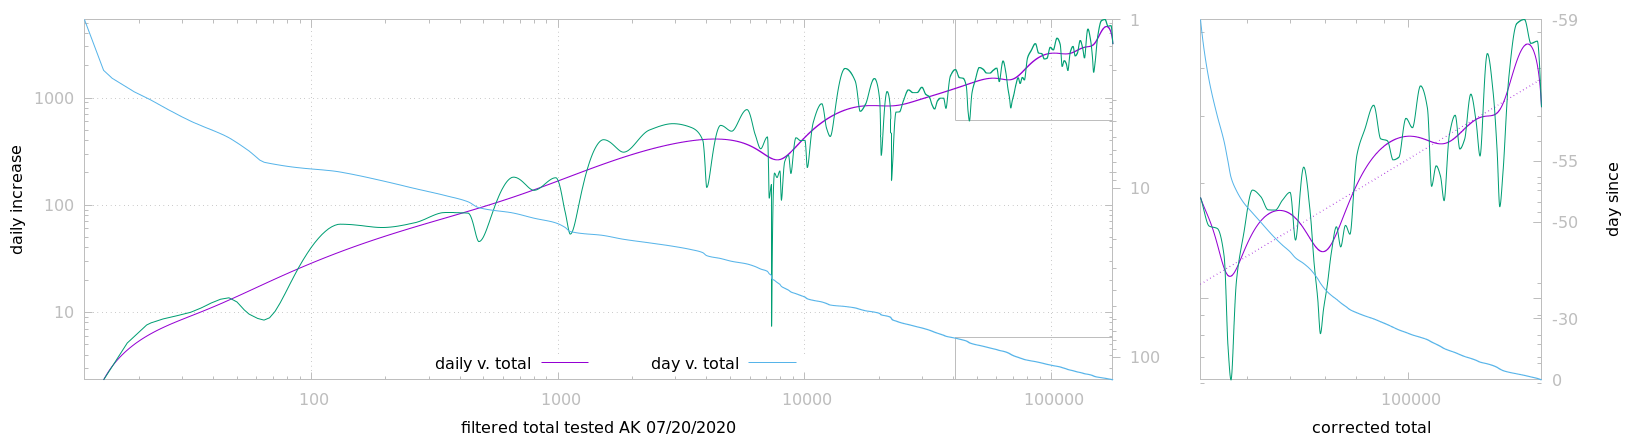 daily increase
1000
100
10
daily v. total
day v. total
100
1000
10000
100000
filtered total tested AK 07/20/2020
1
10
100
100000
corrected total
-59
-55
-50
-30
0
day since